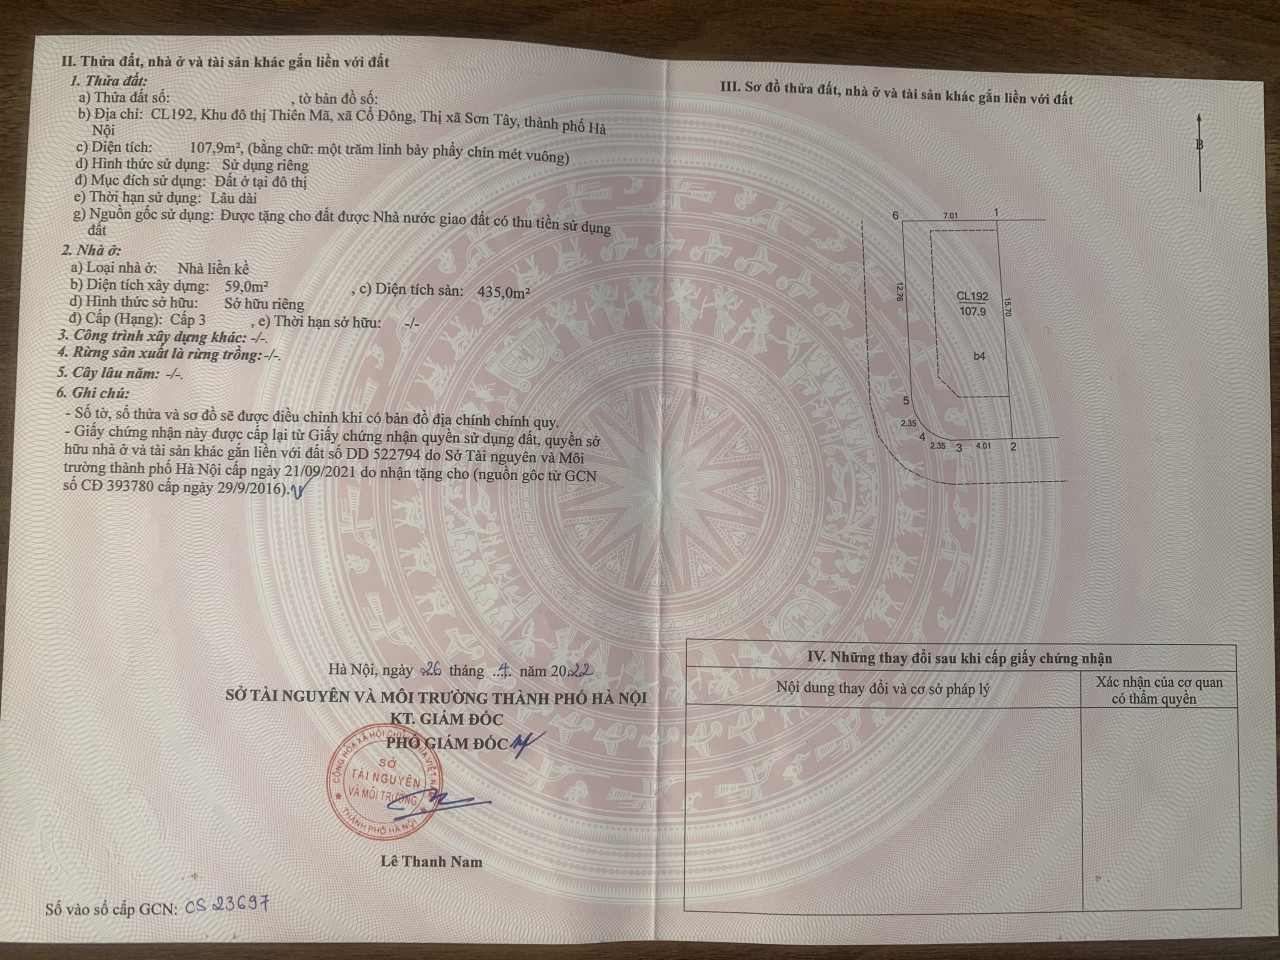 II. Thửa đất, nhà ở và tài sản khác gắn liền với đất
1. Thửa đất:
a) Thửa đất số: , tờ bản đồ số:
b) Địa chỉ: CL192, Khu đô thị Thiên Mã, xã Cổ Đông, Thị xã Sơn Tây, thành phố Hà
Nội
c) Diện tích: 107,9m², (bằng chữ: một trăm linh bảy phẩy chín mét vuông)
d) Hình thức sử dụng: Sử dụng riêng
đ) Mục đích sử dụng: Đất ở tại đô thị
e) Thời hạn sử dụng: Lâu dài
g) Nguồn gốc sử dụng: Được tặng cho đất được Nhà nước giao đất có thu tiền sử dụng
đất
2. Nhà ở:
a) Loại nhà ở: Nhà liền kề
b) Diện tích xây dựng: 59,0m² , c) Diện tích sàn: 435,0m²
d) Hình thức sở hữu: Sở hữu riêng
đ) Cấp (Hạng): Cấp 3 , e) Thời hạn sở hữu: -/-
3. Công trình xây dựng khác: -/-.
4. Rừng sản xuất là rừng trồng:-/-.
5. Cây lâu năm: -/-.
6. Ghi chú:
- Số tờ, số thửa và sơ đồ sẽ được điều chỉnh khi có bản đồ địa chính chính quy.
- Giấy chứng nhận này được cấp lại từ Giấy chứng nhận quyền sử dụng đất, quyền sở
hữu nhà ở và tài sản khác gắn liền với đất số DD 522794 do Sở Tài nguyên và Môi
trường thành phố Hà Nội cấp ngày 21/09/2021 do nhận tặng cho (nguồn gốc từ GCN
số CĐ 393780 cấp ngày 29/9/2016).
Hà Nội, ngày 26 tháng 4 năm 2022
SỞ TÀI NGUYÊN VÀ MÔI TRƯỜNG THÀNH PHỐ HÀ NỘI
KT. GIÁM ĐỐC
PHÓ GIÁM ĐỐC
CỘNG HÒA XÃ HỘI CHỦ NGHĨA VIỆT NAM
SỞ
TÀI NGUYÊN
VÀ MÔI TRƯỜNG
THÀNH PHỐ HÀ NỘI
Lê Thanh Nam
Số vào sổ cấp GCN: CS 23697
III. Sơ đồ thửa đất, nhà ở và tài sản khác gắn liền với đất
B
6 7.01 1
12.76
CL192
107.9
15.70
b4
5
2.35
4
2.35 3 4.01 2
IV. Những thay đổi sau khi cấp giấy chứng nhận
Nội dung thay đổi và cơ sở pháp lý
Xác nhận của cơ quan
có thẩm quyền